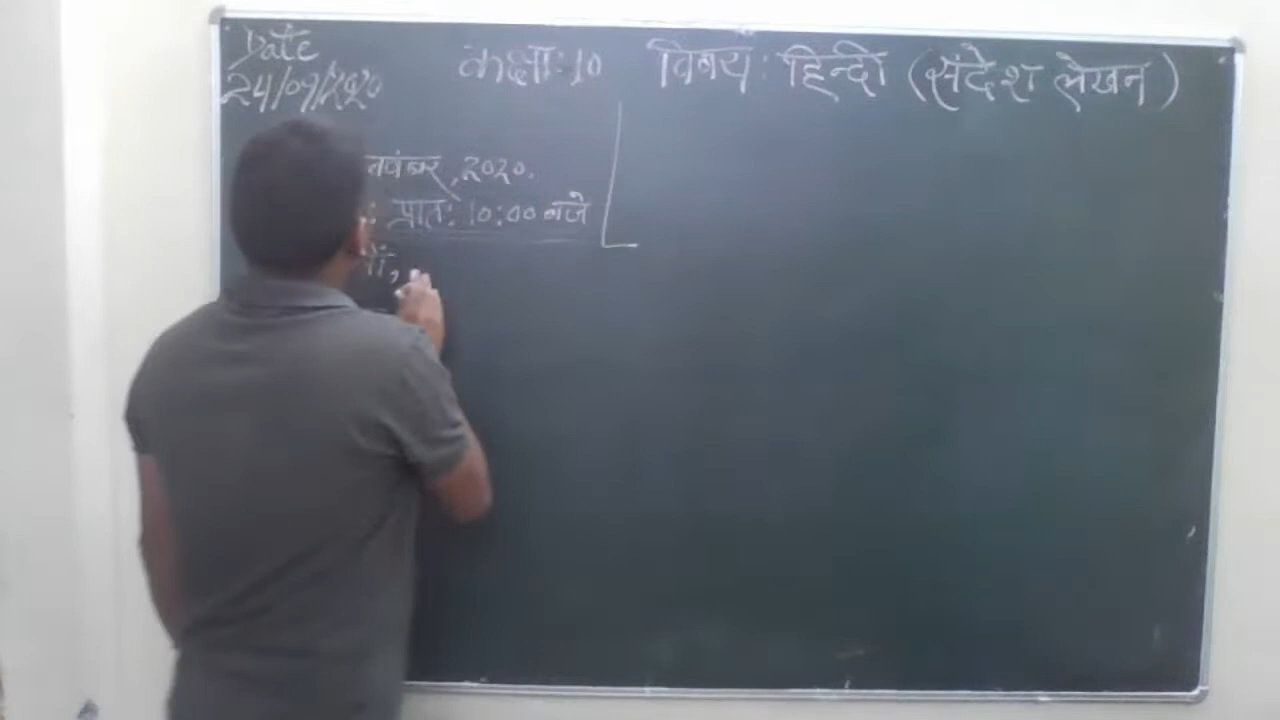 Date
24/09/2020
कक्षा: 10 विषय: हिन्दी (संदेश लेखन)
नवंबर, 2020.
: प्रातः 10:00 बजे